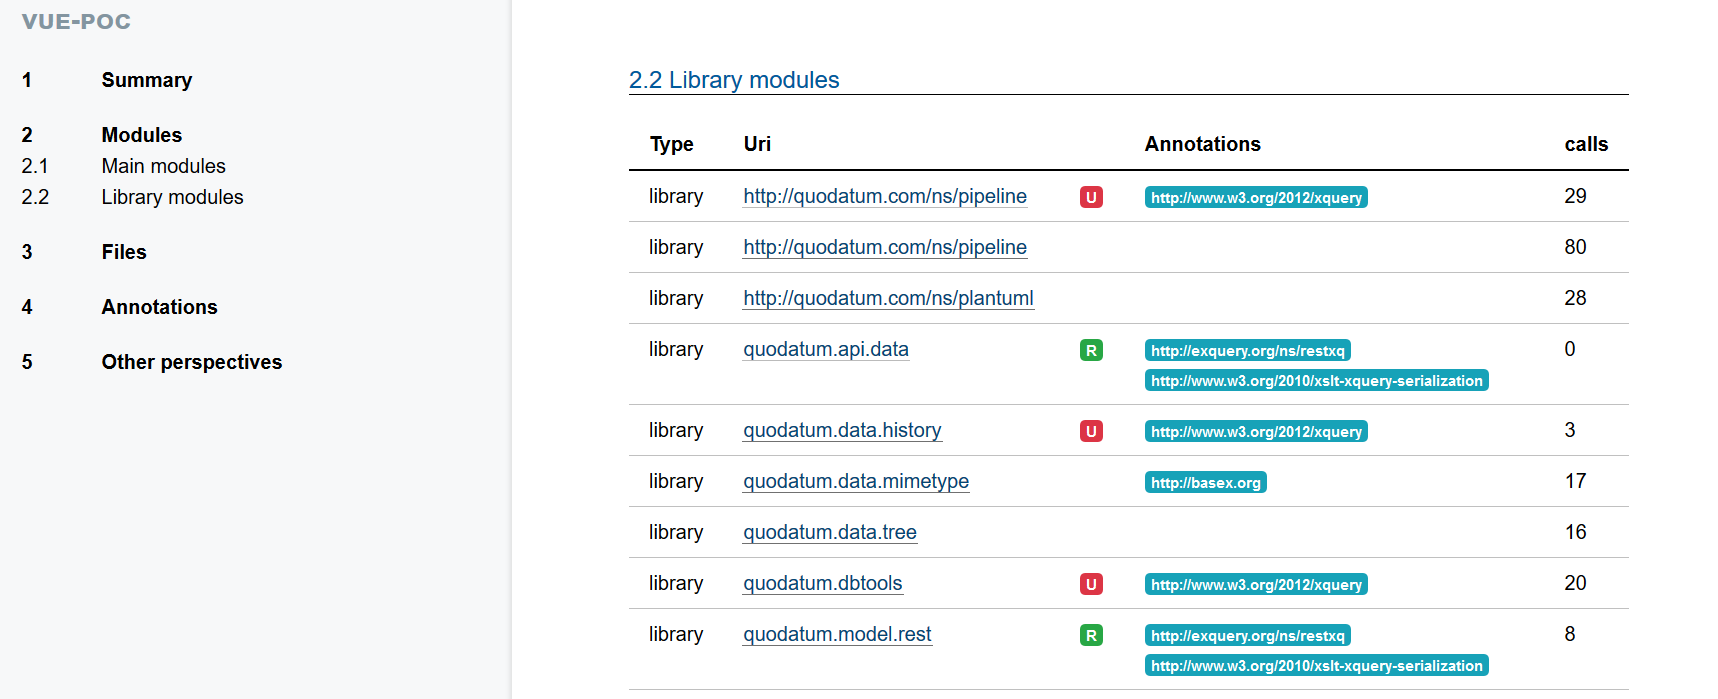 VUE-POC
1 Summary
2 Modules
2.1 Main modules
2.2 Library modules
3 Files
4 Annotations
5 Other perspectives
2.2 Library modules
Type Uri Annotations calls
library http://quodatum.com/ns/pipeline U http://www.w3.org/2012/xquery 29
library http://quodatum.com/ns/pipeline 80
library http://quodatum.com/ns/plantuml 28
library quodatum.api.data R http://exquery.org/ns/restxq 0
http://www.w3.org/2010/xslt-xquery-serialization
library quodatum.data.history U http://www.w3.org/2012/xquery 3
library quodatum.data.mimetype http://basex.org 17
library quodatum.data.tree 16
library quodatum.dbtools U http://www.w3.org/2012/xquery 20
library quodatum.model.rest R http://exquery.org/ns/restxq 8
http://www.w3.org/2010/xslt-xquery-serialization